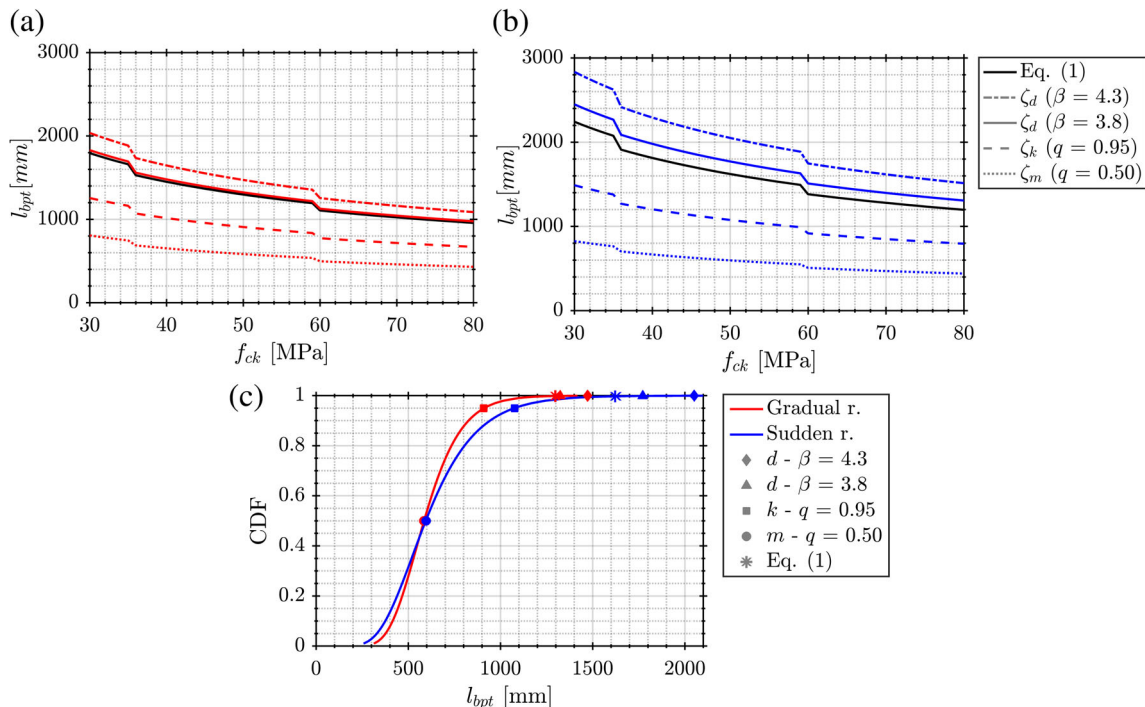 (a)
3000
2000
1000
0
30
40
50
60
70
80
l_bpt[mm]
f_ck [MPa]
(b)
3000
2000
1000
0
30
40
50
60
70
80
l_bpt[mm]
f_ck [MPa]
Eq. (1)
ζ_d (β = 4.3)
ζ_d (β = 3.8)
ζ_k (q = 0.95)
ζ_m (q = 0.50)
(c)
1
0.8
0.6
0.4
0.2
0
0
500
1000
1500
2000
CDF
l_bpt [mm]
Gradual r.
Sudden r.
d - β = 4.3
d - β = 3.8
k - q = 0.95
m - q = 0.50
Eq. (1)